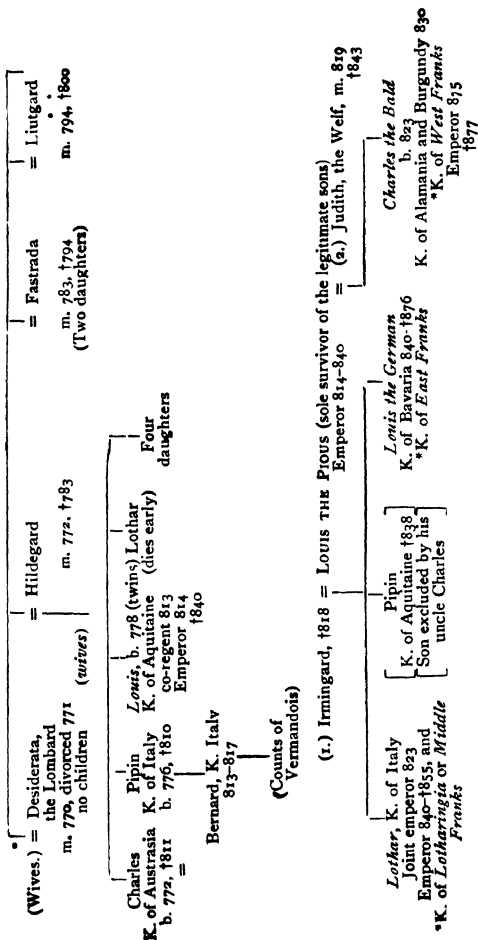 (Wives.) = Desiderata,
the Lombard
m. 770, divorced 771
no children
(wives)
= Hildegard
m. 772. †783
= Fastrada
m. 783, †794
(Two daughters)
= Liutgard
m. 794, †800
Charles
K. of Austrasia
b. 772, †811
=
Pipin
K. of Italy
b. 776, †810
Louis, b. 778 (twins) Lothar
K. of Aquitaine (dies early)
co-regent 813
Emperor 814
†840
Four
daughters
Bernard, K. Italy
813–817
(Counts of
Vermandois)
(1.) Irmingard, †818 = LOUIS THE PIOUS (sole survivor of the legitimate sons)
Emperor 814–840
= (2.) Judith, the Welf, m. 819
†843
Lothar, K. of Italy
Joint emperor 823
Emperor 840-†855, and
*K. of Lotharingia or Middle
Franks
Pipin
K. of Aquitaine †838
Son excluded by his
uncle Charles
Louis the German
K. of Bavaria 840-†876
*K. of East Franks
Charles the Bald
b. 823
K. of Alamania and Burgundy 830
*K. of West Franks
Emperor 875
†877